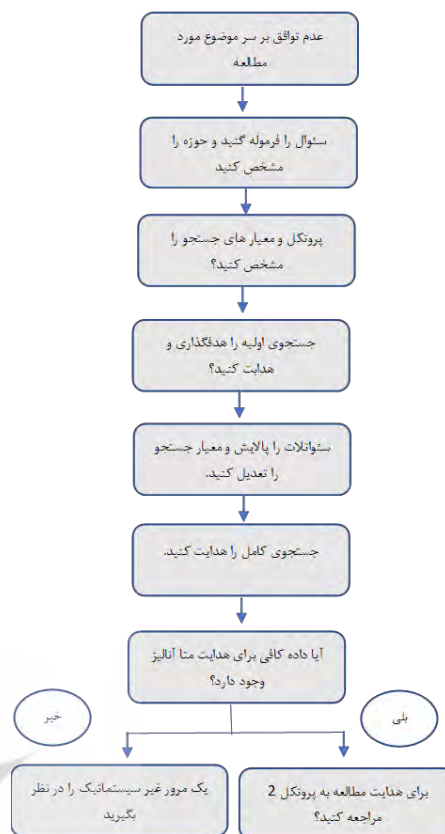 عدم توافق بر سر موضوع مورد
مطالعه
سئوال را فرموله گنید و حوزه را
مشخص کنید
پروتکل و معیار های جستجو را
مشخص کنید؟
جستجوی اولیه را هدفگذاری و
هدایت کنید؟
سئواتلات را پالایش و معیار جستجو
را تعدیل کنید.
جستجوی کامل را هدایت کنید.
آیا داده کافی برای هدایت متا آنالیز
وجود دارد؟
خیر
بلی
یک مرور غیر سیستماتیک را در نظر
بگیرید
برای هدایت مطالعه به پروتکل 2
مراجعه کنید؟